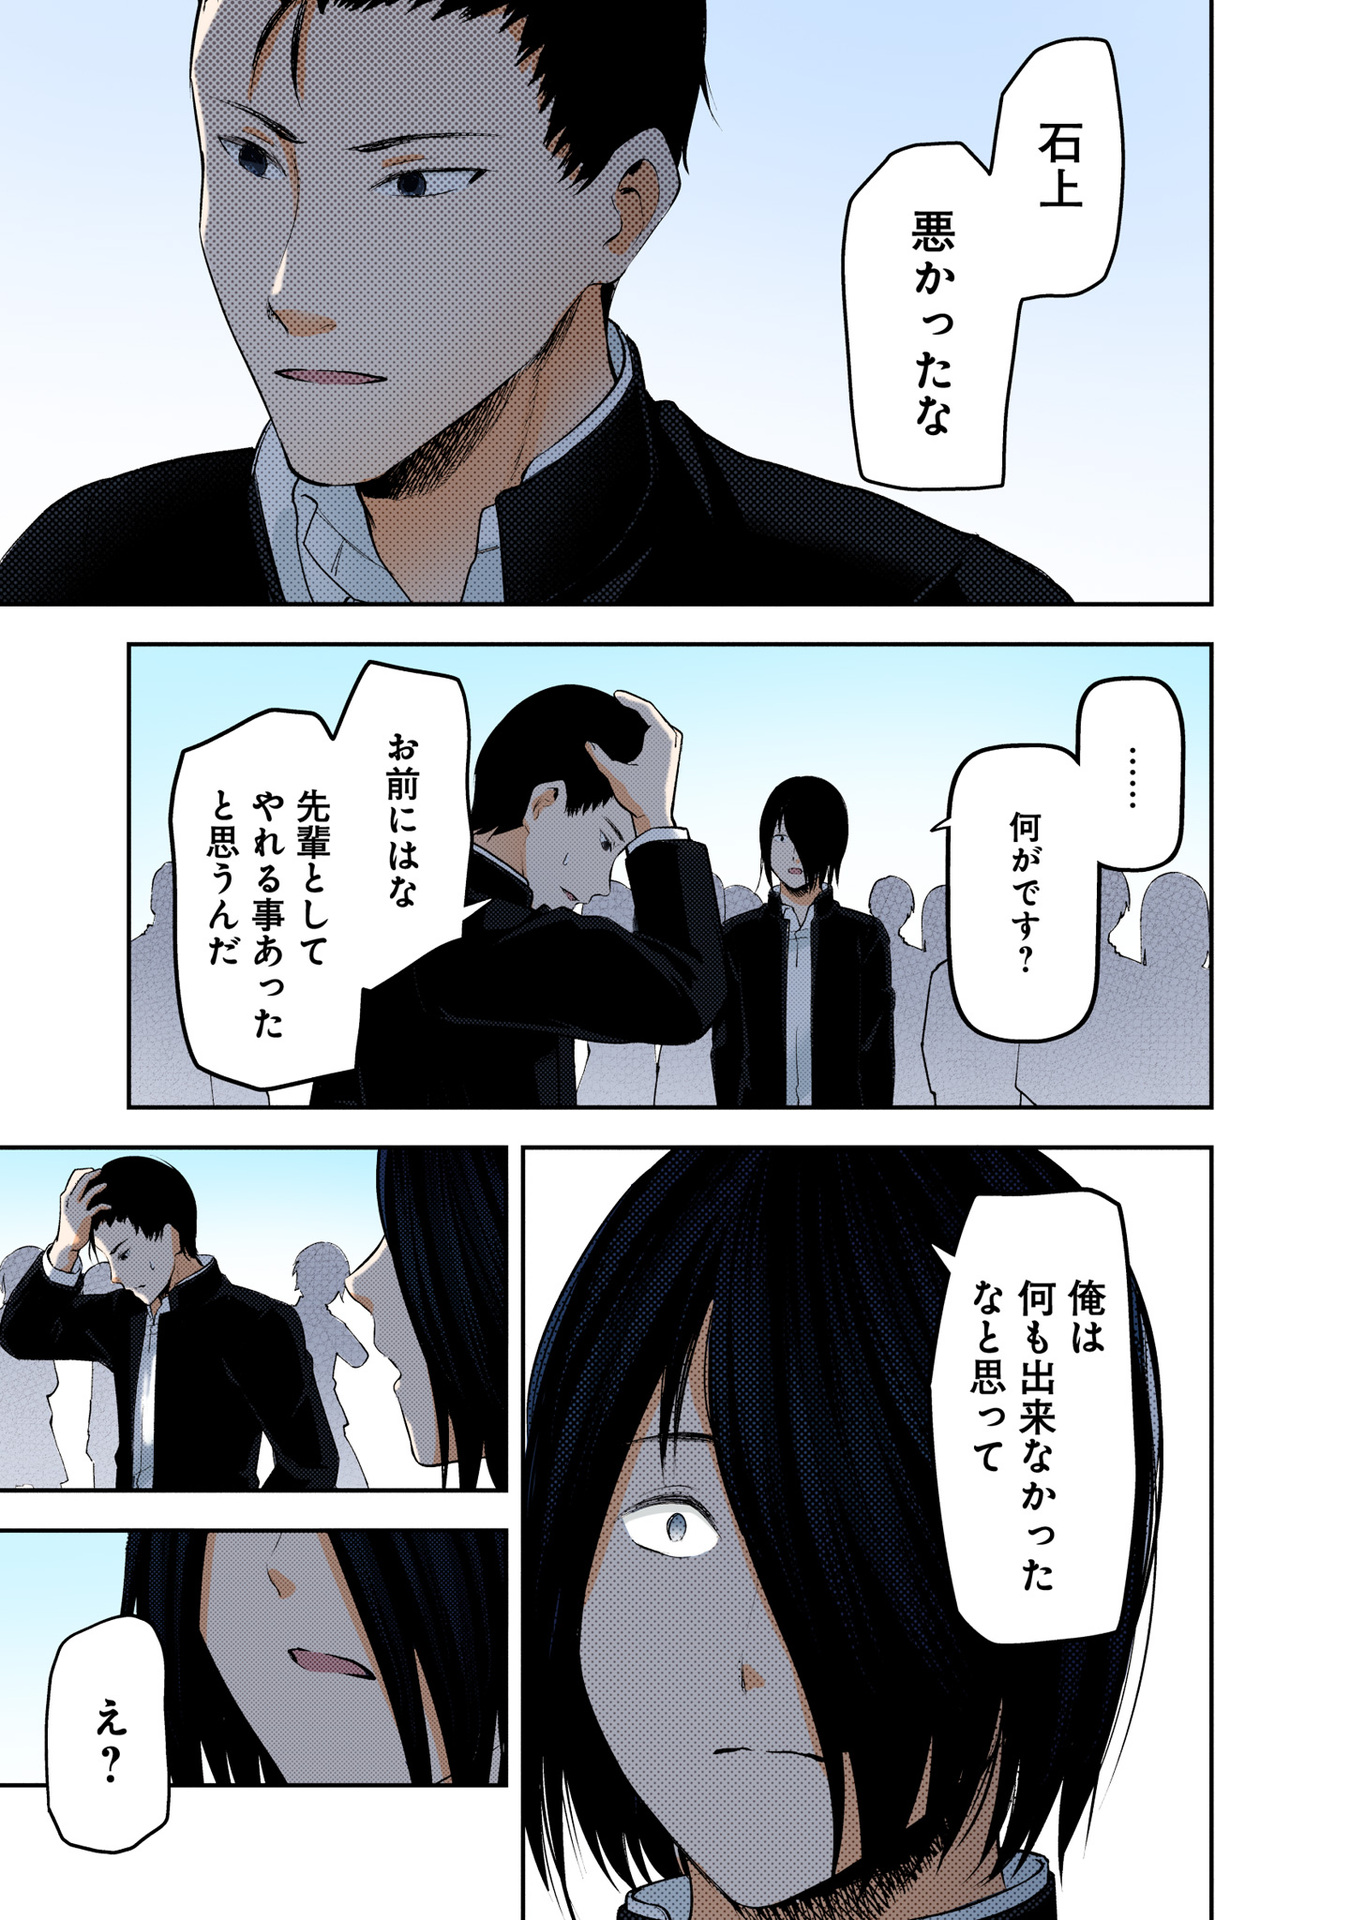 石上
悪かったな
……
何がです？
お前にはな
先輩として
やれる事あった
と思うんだ
俺は
何も出来なかった
なと思って
え？